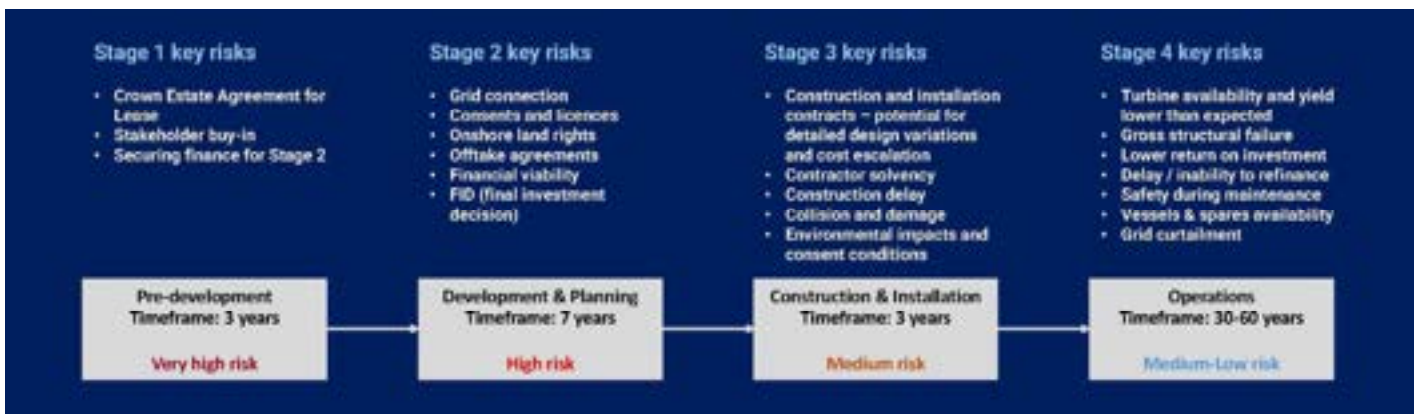 Stage 1 key risks
• Crown Estate Agreement for
Lease
• Stakeholder buy-in
• Securing finance for Stage 2
Stage 2 key risks
• Grid connection
• Consents and licences
• Onshore land rights
• Offtake agreements
• Financial viability
• FID (final investment
decision)
Stage 3 key risks
• Construction and installation
contracts – potential for
detailed design variations
and cost escalation
• Contractor solvency
• Construction delay
• Collision and damage
• Environmental impacts and
consent conditions
Stage 4 key risks
• Turbine availability and yield
lower than expected
• Gross structural failure
• Lower return on investment
• Delay / inability to refinance
• Safety during maintenance
• Vessels & spares availability
• Grid curtailment
Pre-development
Timeframe: 3 years
Very high risk
Development & Planning
Timeframe: 7 years
High risk
Construction & Installation
Timeframe: 3 years
Medium risk
Operations
Timeframe: 30-60 years
Medium-Low risk